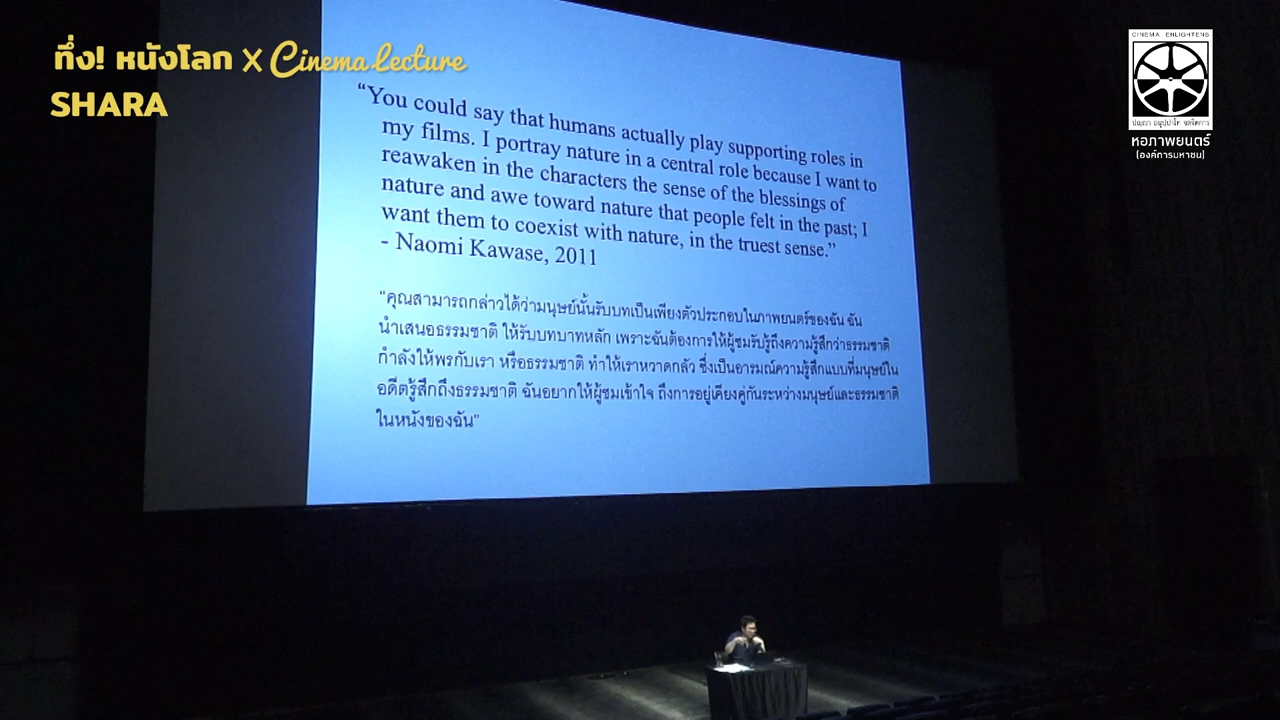 ทึ่ง! หนังโลก X Cinema Lecture
SHARA
CINEMA ENLIGHTENS
หอภาพยนตร์
(องค์การมหาชน)
“You could say that humans actually play supporting roles in
my films. I portray nature in a central role because I want to
reawaken in the characters the sense of the blessings of
nature and awe toward nature that people felt in the past; I
want them to coexist with nature, in the truest sense.”
- Naomi Kawase, 2011
“คุณสามารถกล่าวได้ว่ามนุษย์นั้นรับบทเป็นเพียงตัวประกอบในภาพยนตร์ของฉัน ฉัน
นำเสนอธรรมชาติ ให้รับบทบาทหลัก เพราะฉันต้องการให้ผู้ชมรับรู้ถึงความรู้สึกว่าธรรมชาติ
กำลังให้พรกับเรา หรือธรรมชาติ ทำให้เราหวาดกลัว ซึ่งเป็นอารมณ์ความรู้สึกแบบที่มนุษย์ใน
อดีตรู้สึกถึงธรรมชาติ ฉันอยากให้ผู้ชมเข้าใจ ถึงการอยู่เคียงคู่กันระหว่างมนุษย์และธรรมชาติ
ในหนังของฉัน”